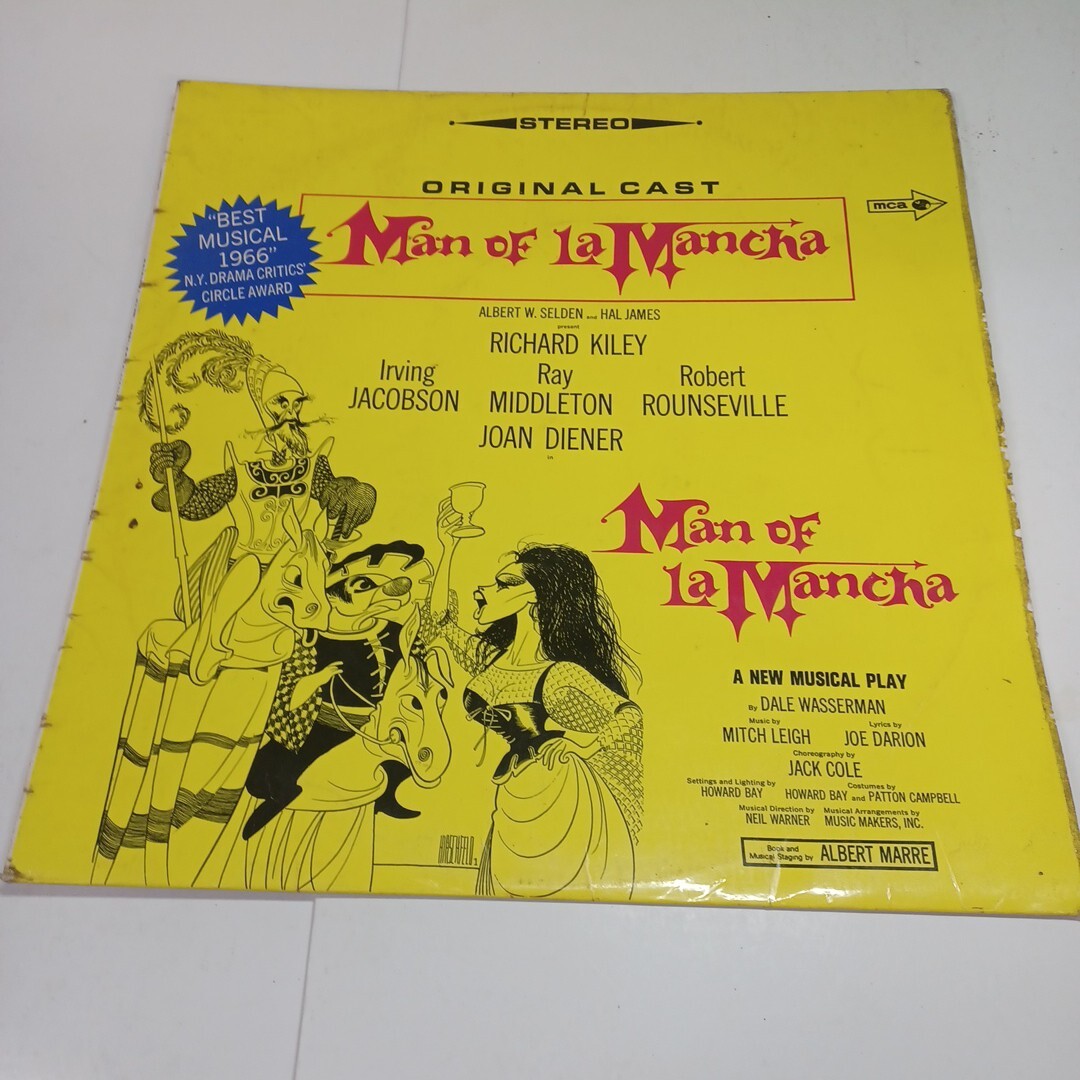 STEREO
ORIGINAL CAST
mca
"BEST
MUSICAL
1966"
N.Y. DRAMA CRITICS'
CIRCLE AWARD
Man of La Mancha
ALBERT W. SELDEN and HAL JAMES
present
RICHARD KILEY
Irving Ray Robert
JACOBSON MIDDLETON ROUNSEVILLE
JOAN DIENER
in
Man of
La Mancha
A NEW MUSICAL PLAY
By DALE WASSERMAN
Music by Lyrics by
MITCH LEIGH JOE DARION
Choreography by
JACK COLE
Settings and Lighting by Costumes by
HOWARD BAY HOWARD BAY and PATTON CAMPBELL
Musical Direction by Musical Arrangements by
NEIL WARNER MUSIC MAKERS, INC.
Book and
Musical Staging by ALBERT MARRE
HIRSCHFELD 3